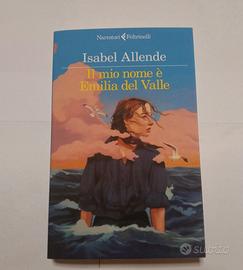 Narratori Feltrinelli
Isabel Allende
Il mio nome è
Emilia del Valle
Subito